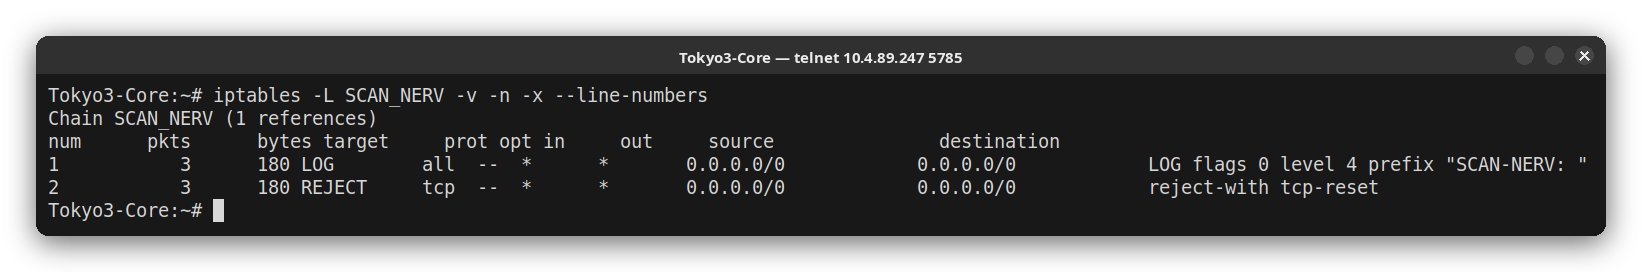 Tokyo3-Core — telnet 10.4.89.247 5785
Tokyo3-Core:~# iptables -L SCAN_NERV -v -n -x --line-numbers
Chain SCAN_NERV (1 references)
num      pkts      bytes target     prot opt in     out     source               destination
1           3      180 LOG        all  --  *      *       0.0.0.0/0            0.0.0.0/0            LOG flags 0 level 4 prefix "SCAN-NERV: "
2           3      180 REJECT     tcp  --  *      *       0.0.0.0/0            0.0.0.0/0            reject-with tcp-reset
Tokyo3-Core:~#